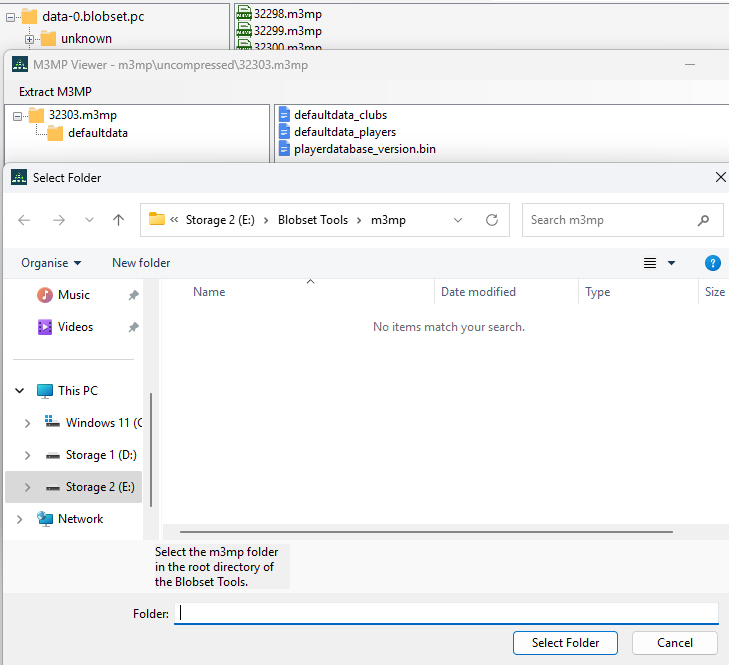 data-0.blobset.pc
unknown
32298.m3mp
32299.m3mp
32300.m3mp
M3MP Viewer - m3mp\uncompressed\32303.m3mp
Extract M3MP
32303.m3mp
defaultdata
defaultdata_clubs
defaultdata_players
playerdatabase_version.bin
Select Folder
« Storage 2 (E:) > Blobset Tools > m3mp
Search m3mp
Organise
New folder
Music
Videos
This PC
Windows 11 (C
Storage 1 (D:)
Storage 2 (E:)
Network
Name
Date modified
Type
Size
No items match your search.
Select the m3mp folder
in the root directory of
the Blobset Tools.
Folder:
Select Folder
Cancel